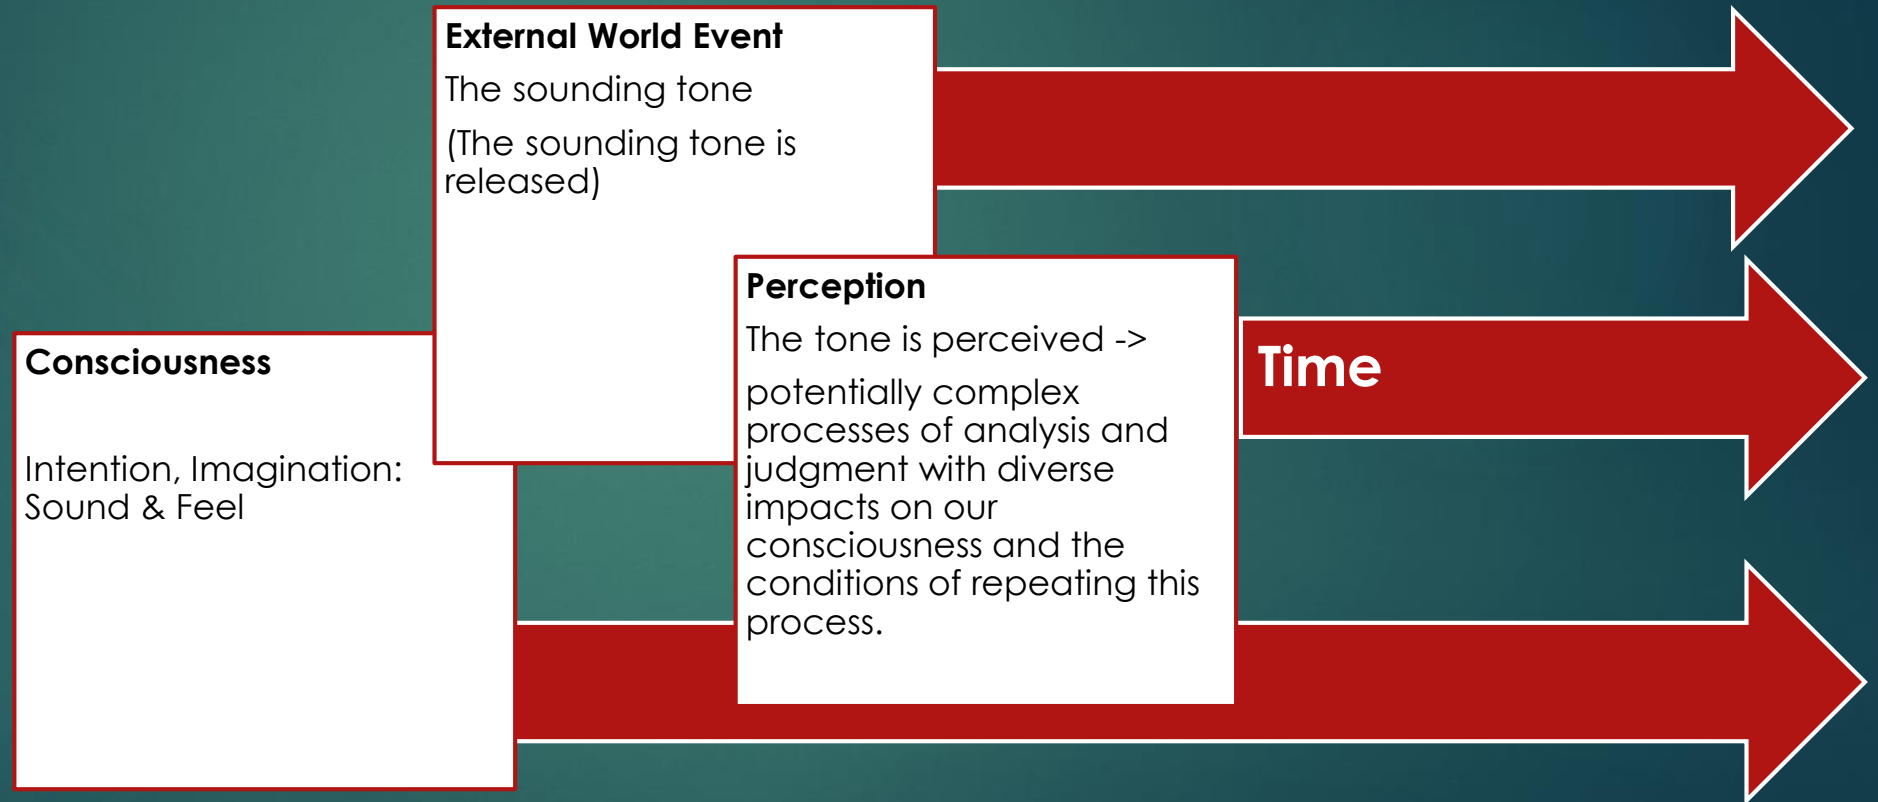 External World Event
The sounding tone
(The sounding tone is
released)
Perception
The tone is perceived ->
potentially complex
processes of analysis and
judgment with diverse
impacts on our
consciousness and the
conditions of repeating this
process.
Time
Consciousness
Intention, Imagination:
Sound & Feel